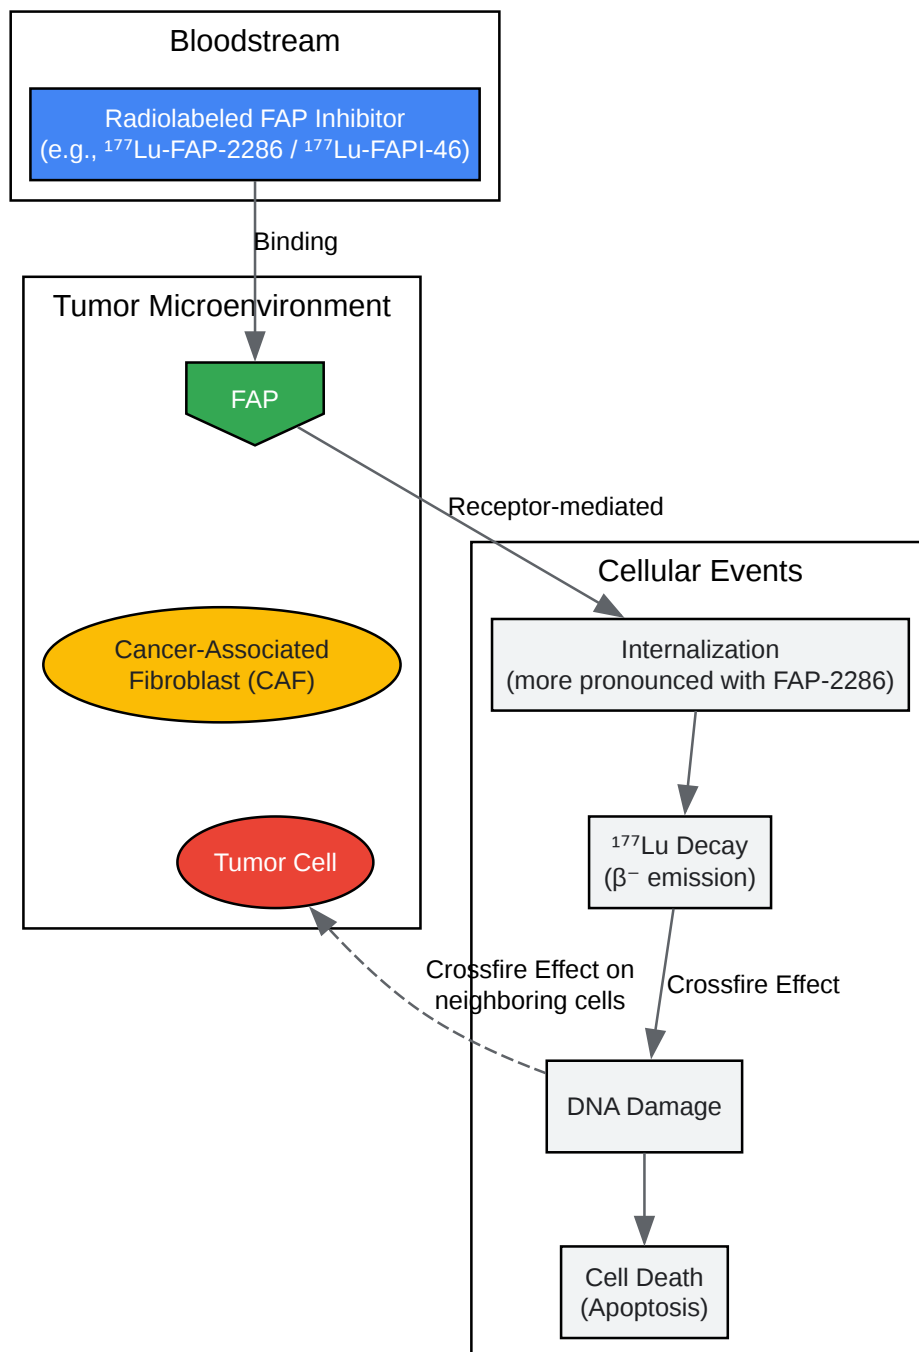 Bloodstream
Radiolabeled FAP Inhibitor
(e.g., ¹⁷⁷Lu-FAP-2286 / ¹⁷⁷Lu-FAPI-46)
Binding
Tumor Microenvironment
FAP
Receptor-mediated
Cellular Events
Internalization
(more pronounced with FAP-2286)
Cancer-Associated
Fibroblast (CAF)
¹⁷⁷Lu Decay
(β⁻ emission)
Tumor Cell
Crossfire Effect on
neighboring cells
Crossfire Effect
DNA Damage
Cell Death
(Apoptosis)